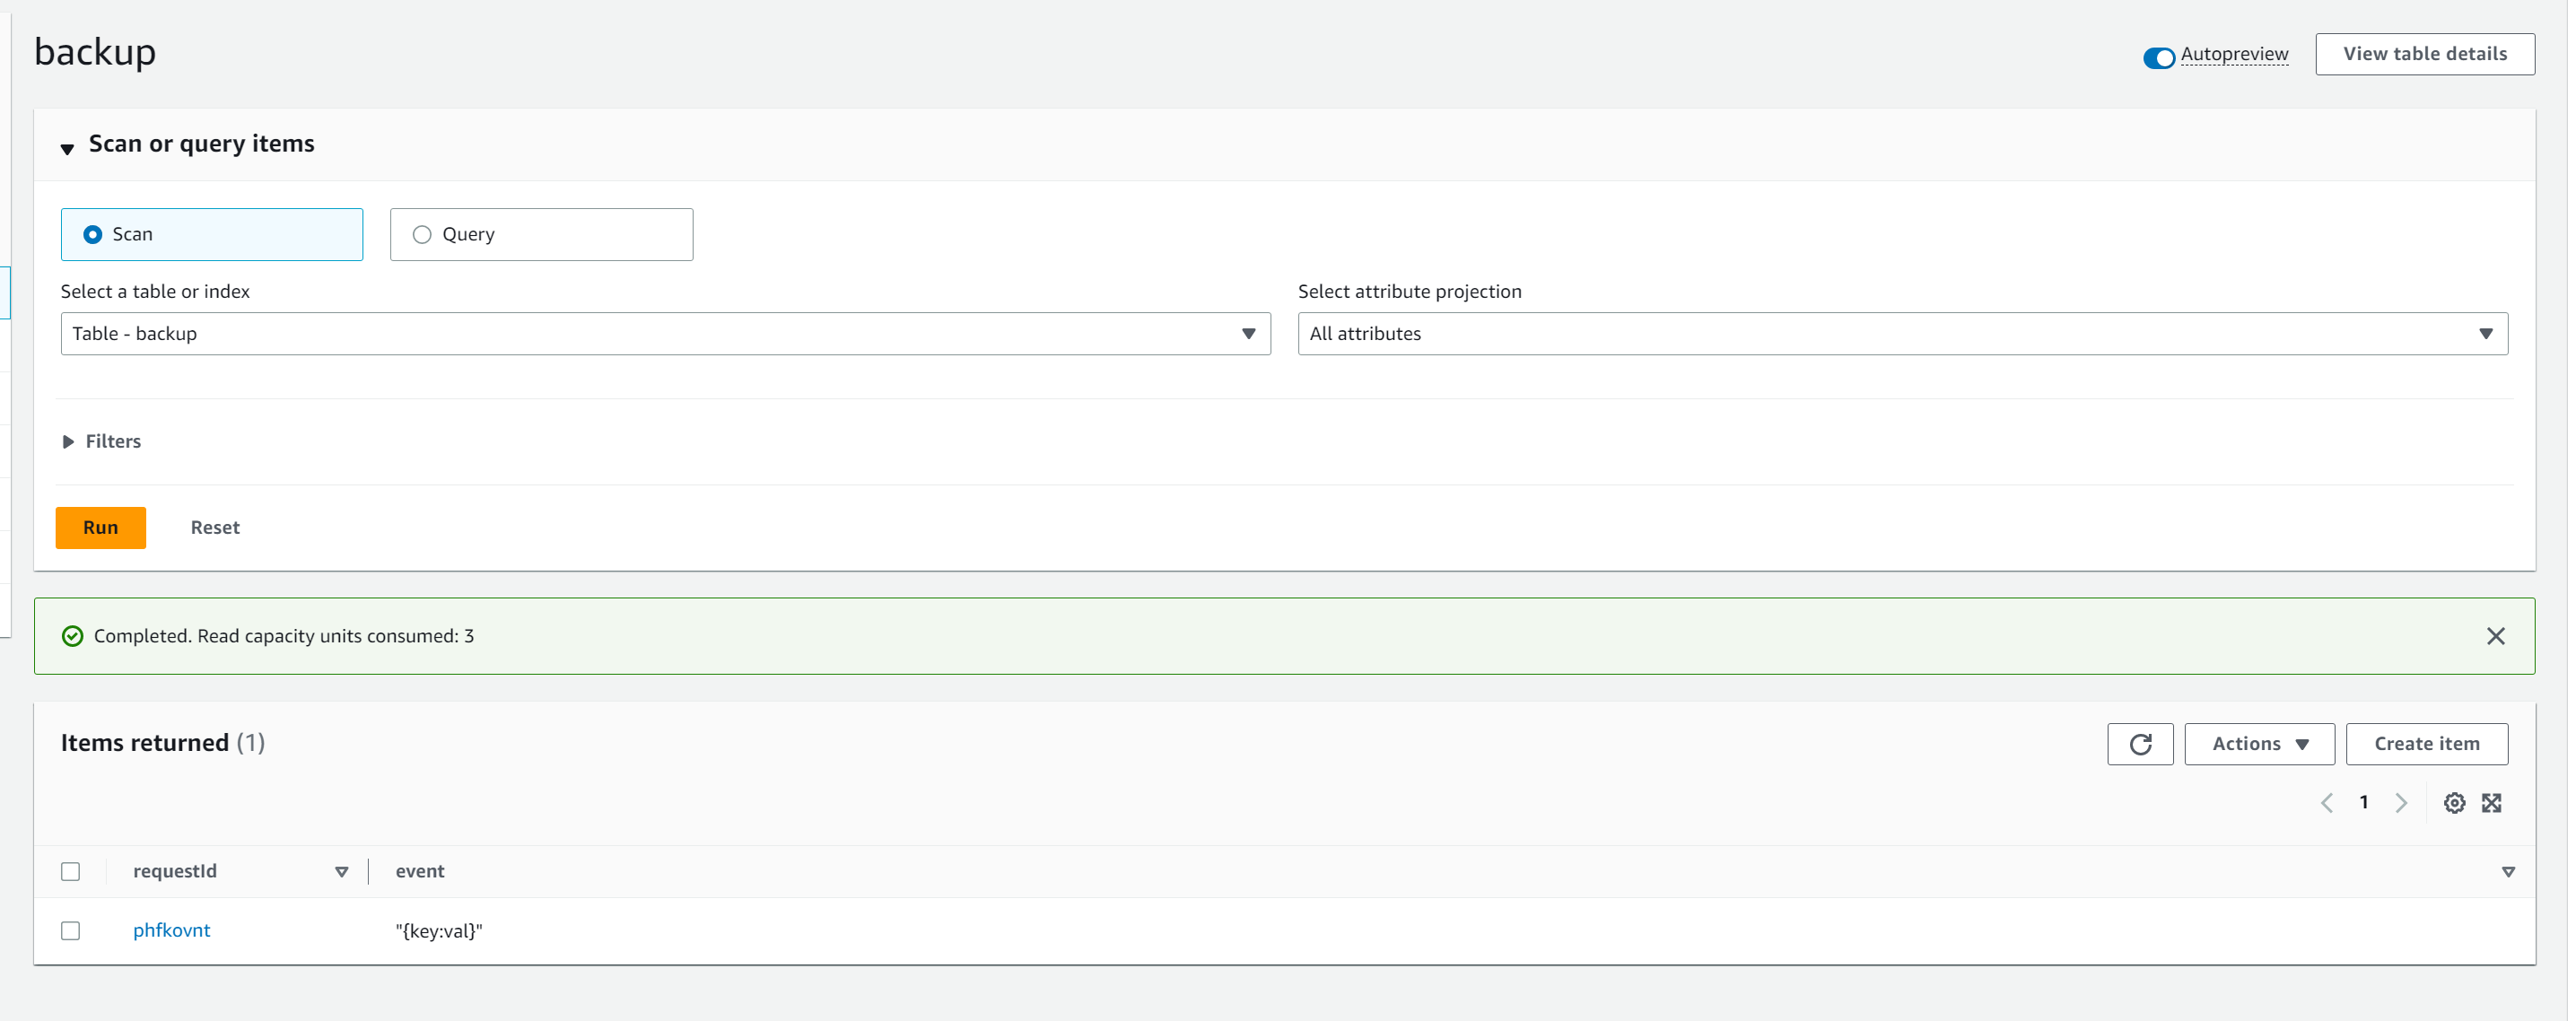 backup
Autopreview
View table details
Scan or query items
Scan
Query
Select a table or index
Select attribute projection
Table - backup
All attributes
Filters
Run
Reset
Completed. Read capacity units consumed: 3
Items returned (1)
Actions
Create item
1
requestId
event
phfkovnt
"{key:val}"